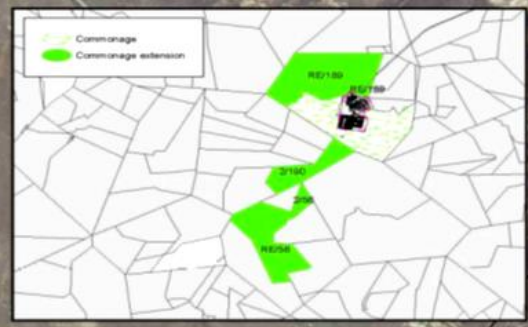 Commonage
Commonage extension
RE/189
RE/189
2/190
2/56
RE/56